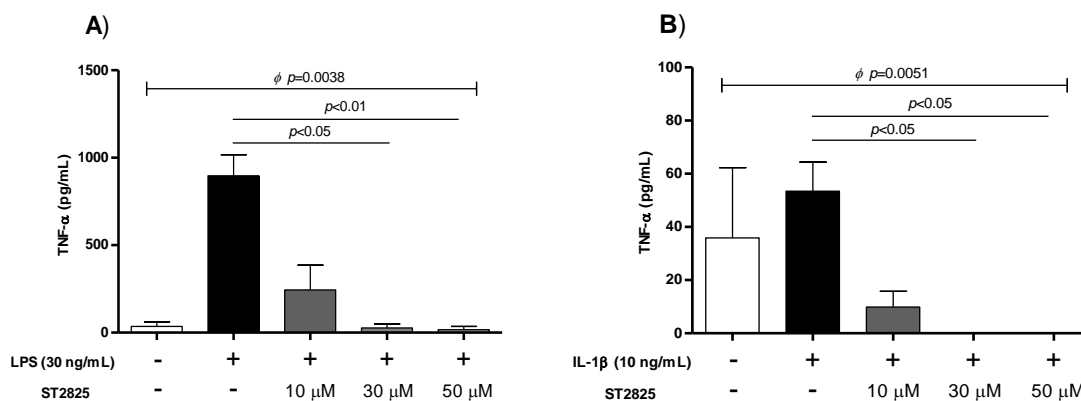 A)
1500
1000
500
0
TNF-α (pg/mL)
ϕ p=0.0038
p<0.01
p<0.05
LPS (30 ng/mL) - + + + +
ST2825 - - 10 μM 30 μM 50 μM
B)
100
80
60
40
20
0
TNF-α (pg/mL)
ϕ p=0.0051
p<0.05
p<0.05
IL-1β (10 ng/mL) - + + + +
ST2825 - - 10 μM 30 μM 50 μM